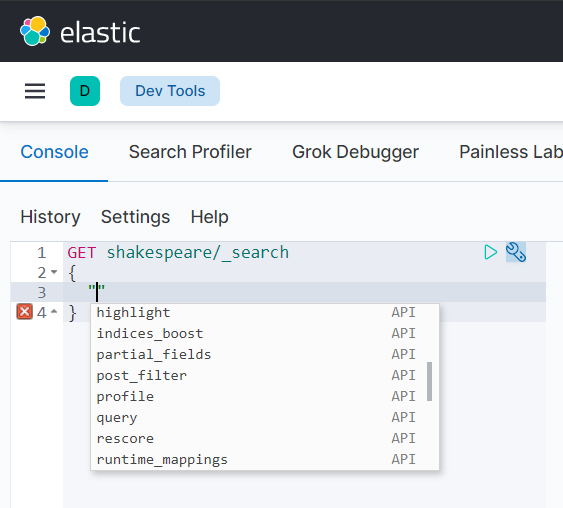 elastic
D Dev Tools
Console Search Profiler Grok Debugger Painless Lab
History Settings Help
1 GET shakespeare/_search
2 {
3 ""
4 }
highlight API
indices_boost API
partial_fields API
post_filter API
profile API
query API
rescore API
runtime_mappings API